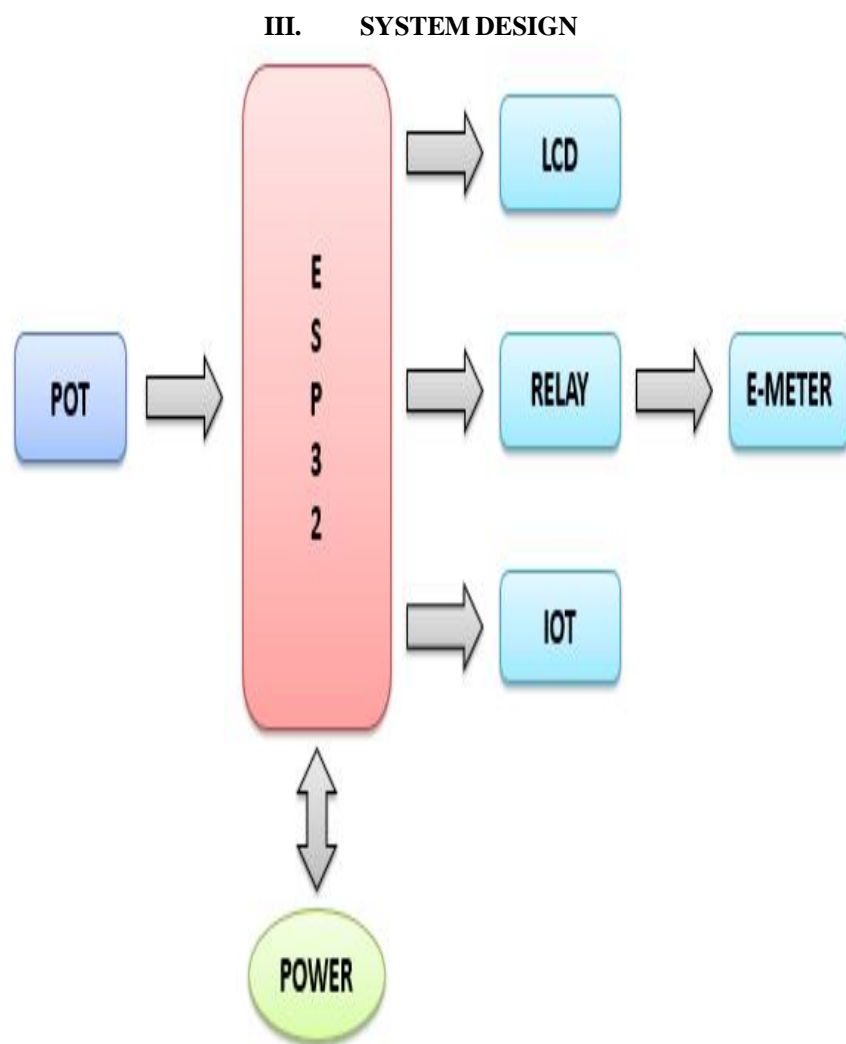 III. SYSTEM DESIGN
LCD
E
S
P
3
2
POT
RELAY
E-METER
IOT
POWER